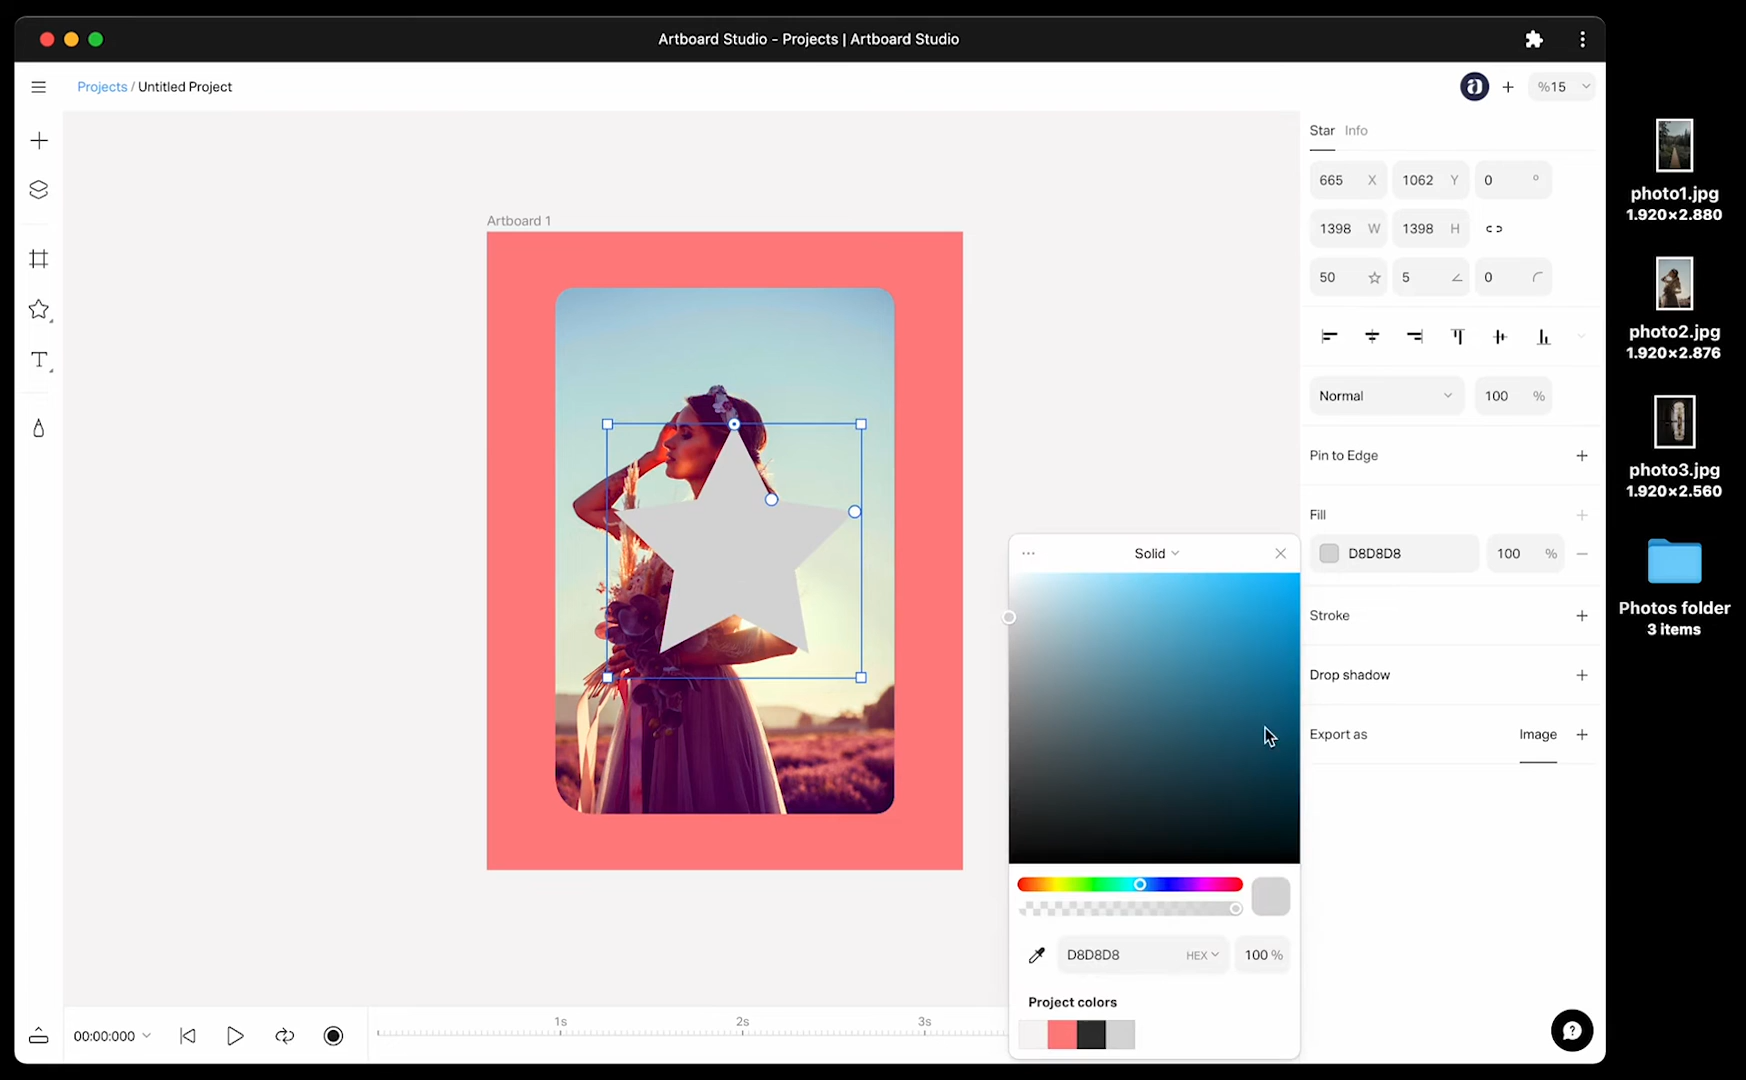 Artboard Studio - Projects | Artboard Studio
Projects / Untitled Project
%15
Star Info
665 X 1062 Y 0 °
1398 W 1398 H
50 5 0
Normal 100 %
Pin to Edge
Fill
D8D8D8 100 %
Stroke
Drop shadow
Export as Image
Artboard 1
Solid
D8D8D8 HEX 100 %
Project colors
00:00:000
1s 2s 3s
photo1.jpg
1.920×2.880
photo2.jpg
1.920×2.876
photo3.jpg
1.920×2.560
Photos folder
3 items